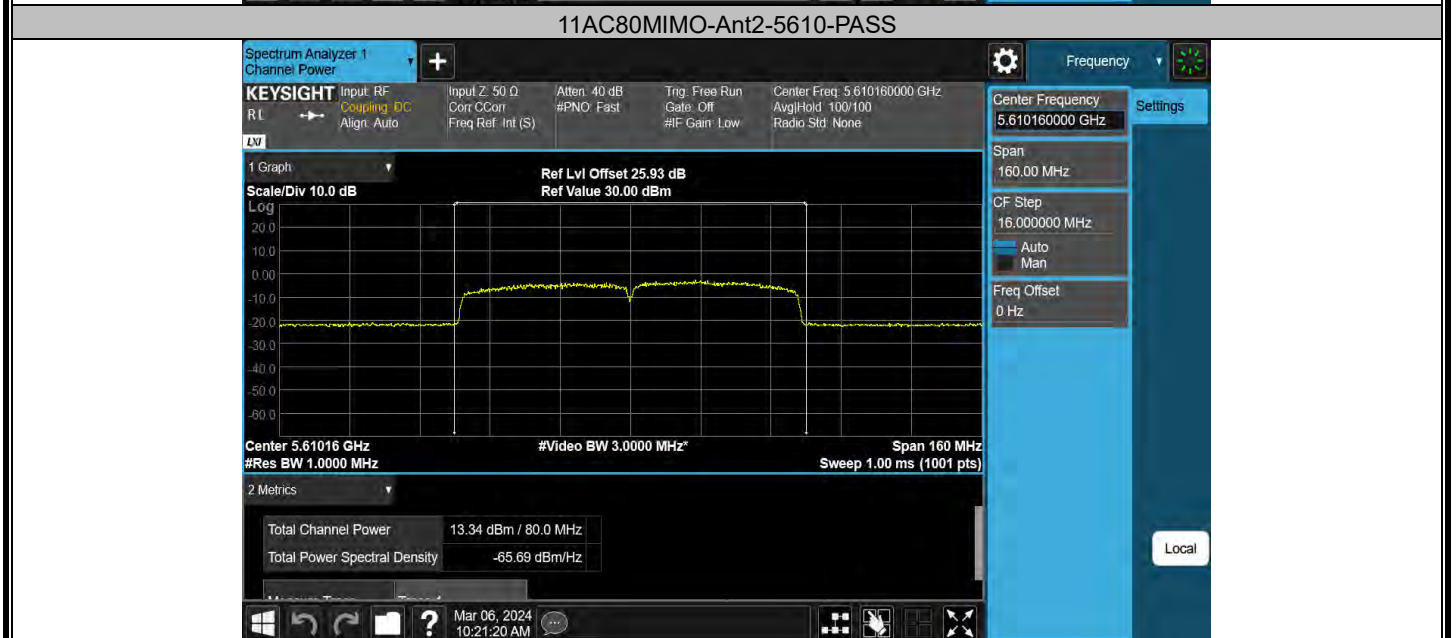 11AC80MIMO-Ant2-5610-PASS
Spectrum Analyzer 1
Channel Power
+
Frequency
KEYSIGHT
RL
LXI
Input: RF
Coupling: DC
Align: Auto
Input Z: 50 Ω
Corr CCorr
Freq Ref: Int (S)
Atten: 40 dB
#PNO: Fast
Trig: Free Run
Gate: Off
#IF Gain: Low
Center Freq: 5.610160000 GHz
Avg|Hold: 100/100
Radio Std: None
Center Frequency
5.610160000 GHz
Settings
Span
160.00 MHz
CF Step
16.000000 MHz
Auto
Man
Freq Offset
0 Hz
1 Graph
Scale/Div 10.0 dB
Ref Lvl Offset 25.93 dB
Ref Value 30.00 dBm
Log
20.0
10.0
0.00
-10.0
-20.0
-30.0
-40.0
-50.0
-60.0
Center 5.61016 GHz
#Video BW 3.0000 MHz*
Span 160 MHz
#Res BW 1.0000 MHz
Sweep 1.00 ms (1001 pts)
2 Metrics
Total Channel Power 13.34 dBm / 80.0 MHz
Total Power Spectral Density -65.69 dBm/Hz
Local
?
Mar 06, 2024
10:21:20 AM